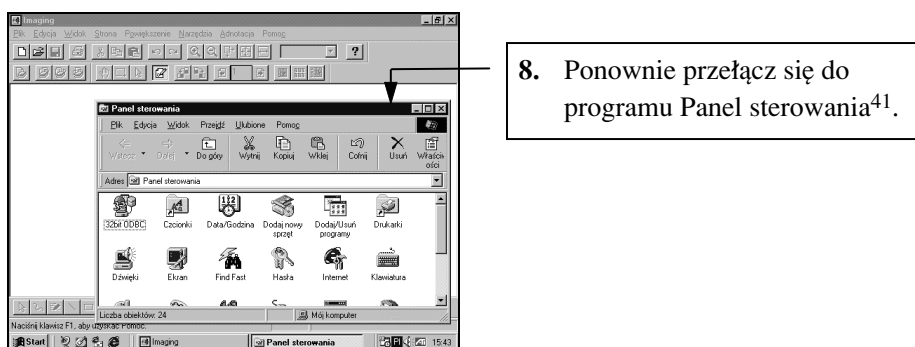 Imaging
Plik Edycja Widok Strona Powiększenie Narzędzia Adnotacja Pomoc
?
1
Panel sterowania
Plik Edycja Widok Przejdź Ulubione Pomoc
Wstecz Dalej Do góry Wytnij Kopiuj Wklej Cofnij Usuń Właściw
ości
Adres Panel sterowania
32bit ODBC Czcionki Data/Godzina Dodaj nowy sprzęt Dodaj/Usuń programy Drukarki
Dźwięki Ekran Find Fast Hasła Internet Klawiatura
Liczba obiektów: 24 Mój komputer
Naciśnij klawisz F1, aby uzyskać Pomoc.
Start Imaging Panel sterowania 15:43
8. Ponownie przełącz się do
programu Panel sterowania41.